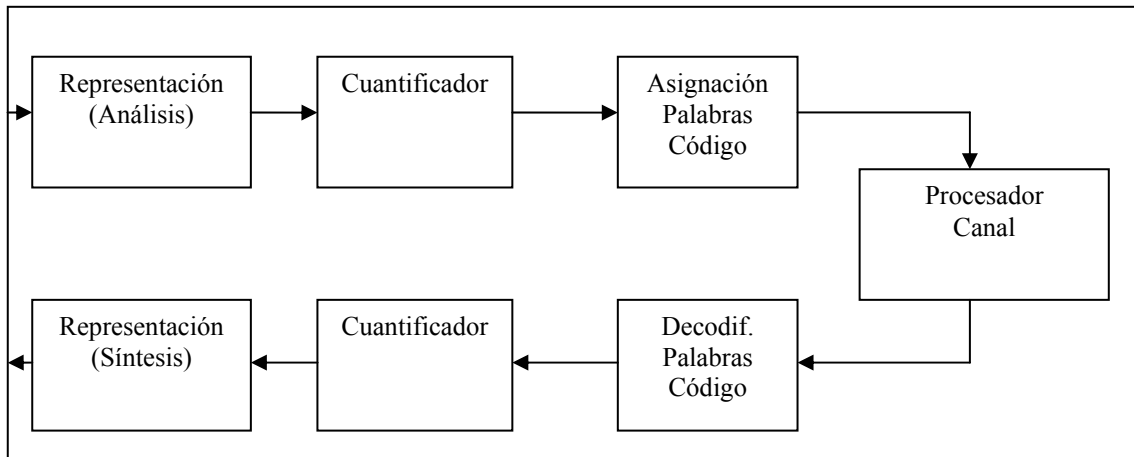 Representación
(Análisis)
Cuantificador
Asignación
Palabras
Código
Procesador
Canal
Representación
(Síntesis)
Cuantificador
Decodif.
Palabras
Código